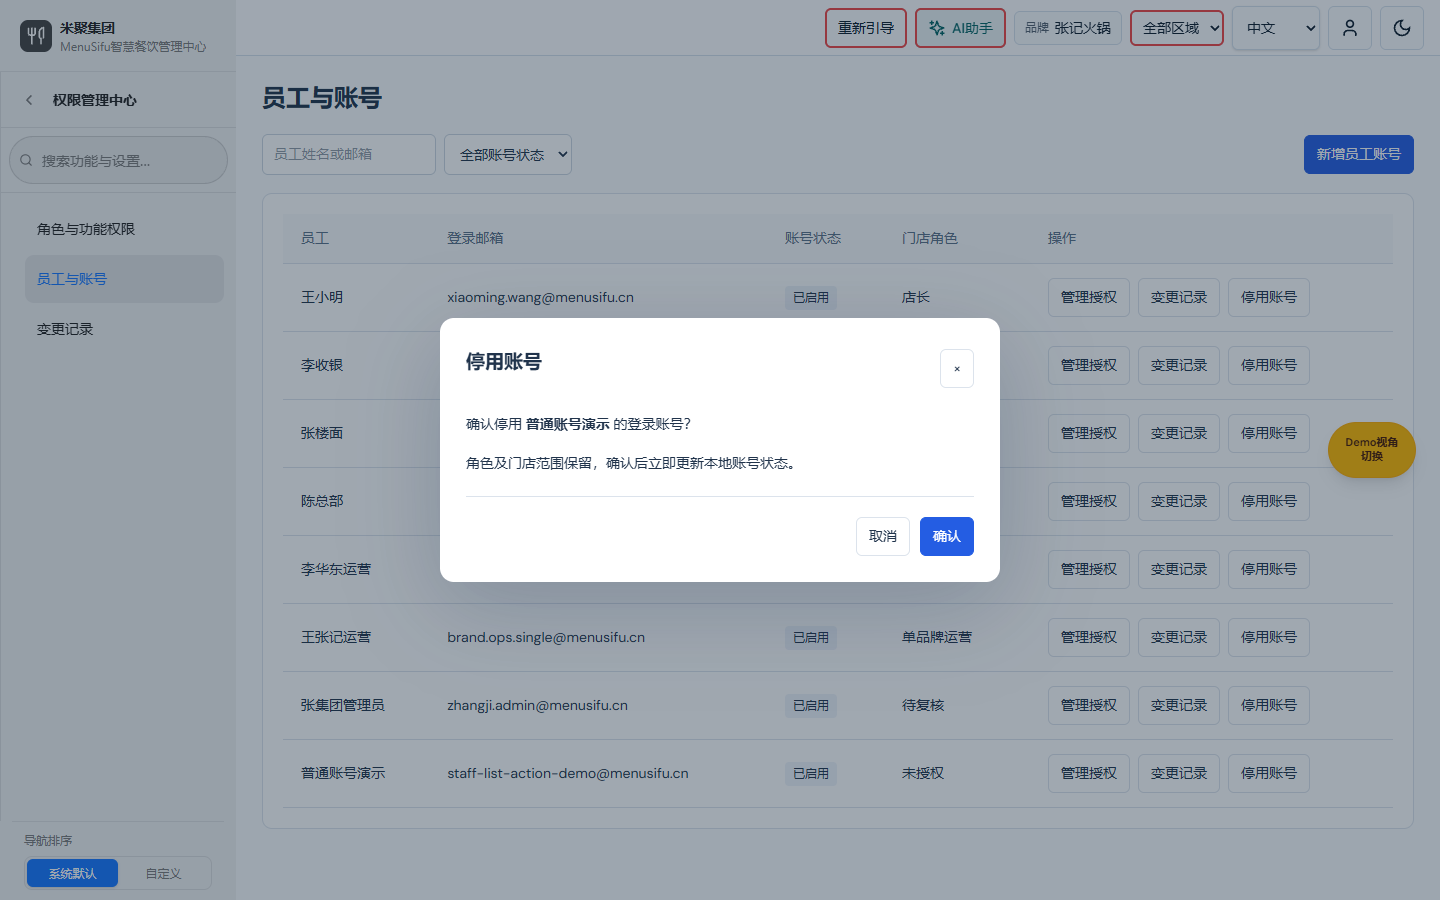 米聚集团
MenuSifu智慧餐饮管理中心
重新引导
AI助手
品牌 张记火锅
全部区域
中文
权限管理中心
搜索功能与设置...
角色与功能权限
员工与账号
变更记录
导航排序
系统默认
自定义
员工与账号
员工姓名或邮箱
全部账号状态
新增员工账号
员工 登录邮箱 账号状态 门店角色 操作
王小明 xiaoming.wang@menusifu.cn 已启用 店长 管理授权 变更记录 停用账号
李收银 管理授权 变更记录 停用账号
张楼面 管理授权 变更记录 停用账号
陈总部 管理授权 变更记录 停用账号
李华东运营 管理授权 变更记录 停用账号
王张记运营 brand.ops.single@menusifu.cn 已启用 单品牌运营 管理授权 变更记录 停用账号
张集团管理员 zhangji.admin@menusifu.cn 已启用 待复核 管理授权 变更记录 停用账号
普通账号演示 staff-list-action-demo@menusifu.cn 已启用 未授权 管理授权 变更记录 停用账号
停用账号
×
确认停用 普通账号演示 的登录账号？
角色及门店范围保留，确认后立即更新本地账号状态。
取消
确认
Demo视角
切换